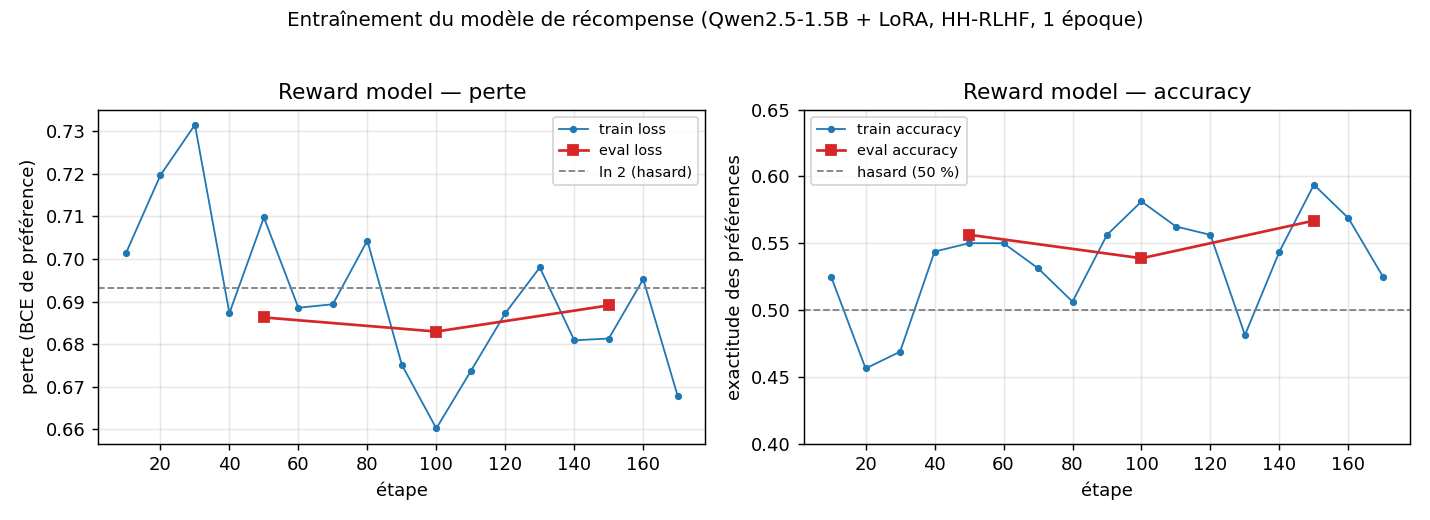 Entraînement du modèle de récompense (Qwen2.5-1.5B + LoRA, HH-RLHF, 1 époque)
Reward model — perte
perte (BCE de préférence)
0.73
0.72
0.71
0.70
0.69
0.68
0.67
0.66
train loss
eval loss
ln 2 (hasard)
20 40 60 80 100 120 140 160
étape
Reward model — accuracy
exactitude des préférences
0.65
0.60
0.55
0.50
0.45
0.40
train accuracy
eval accuracy
hasard (50 %)
20 40 60 80 100 120 140 160
étape